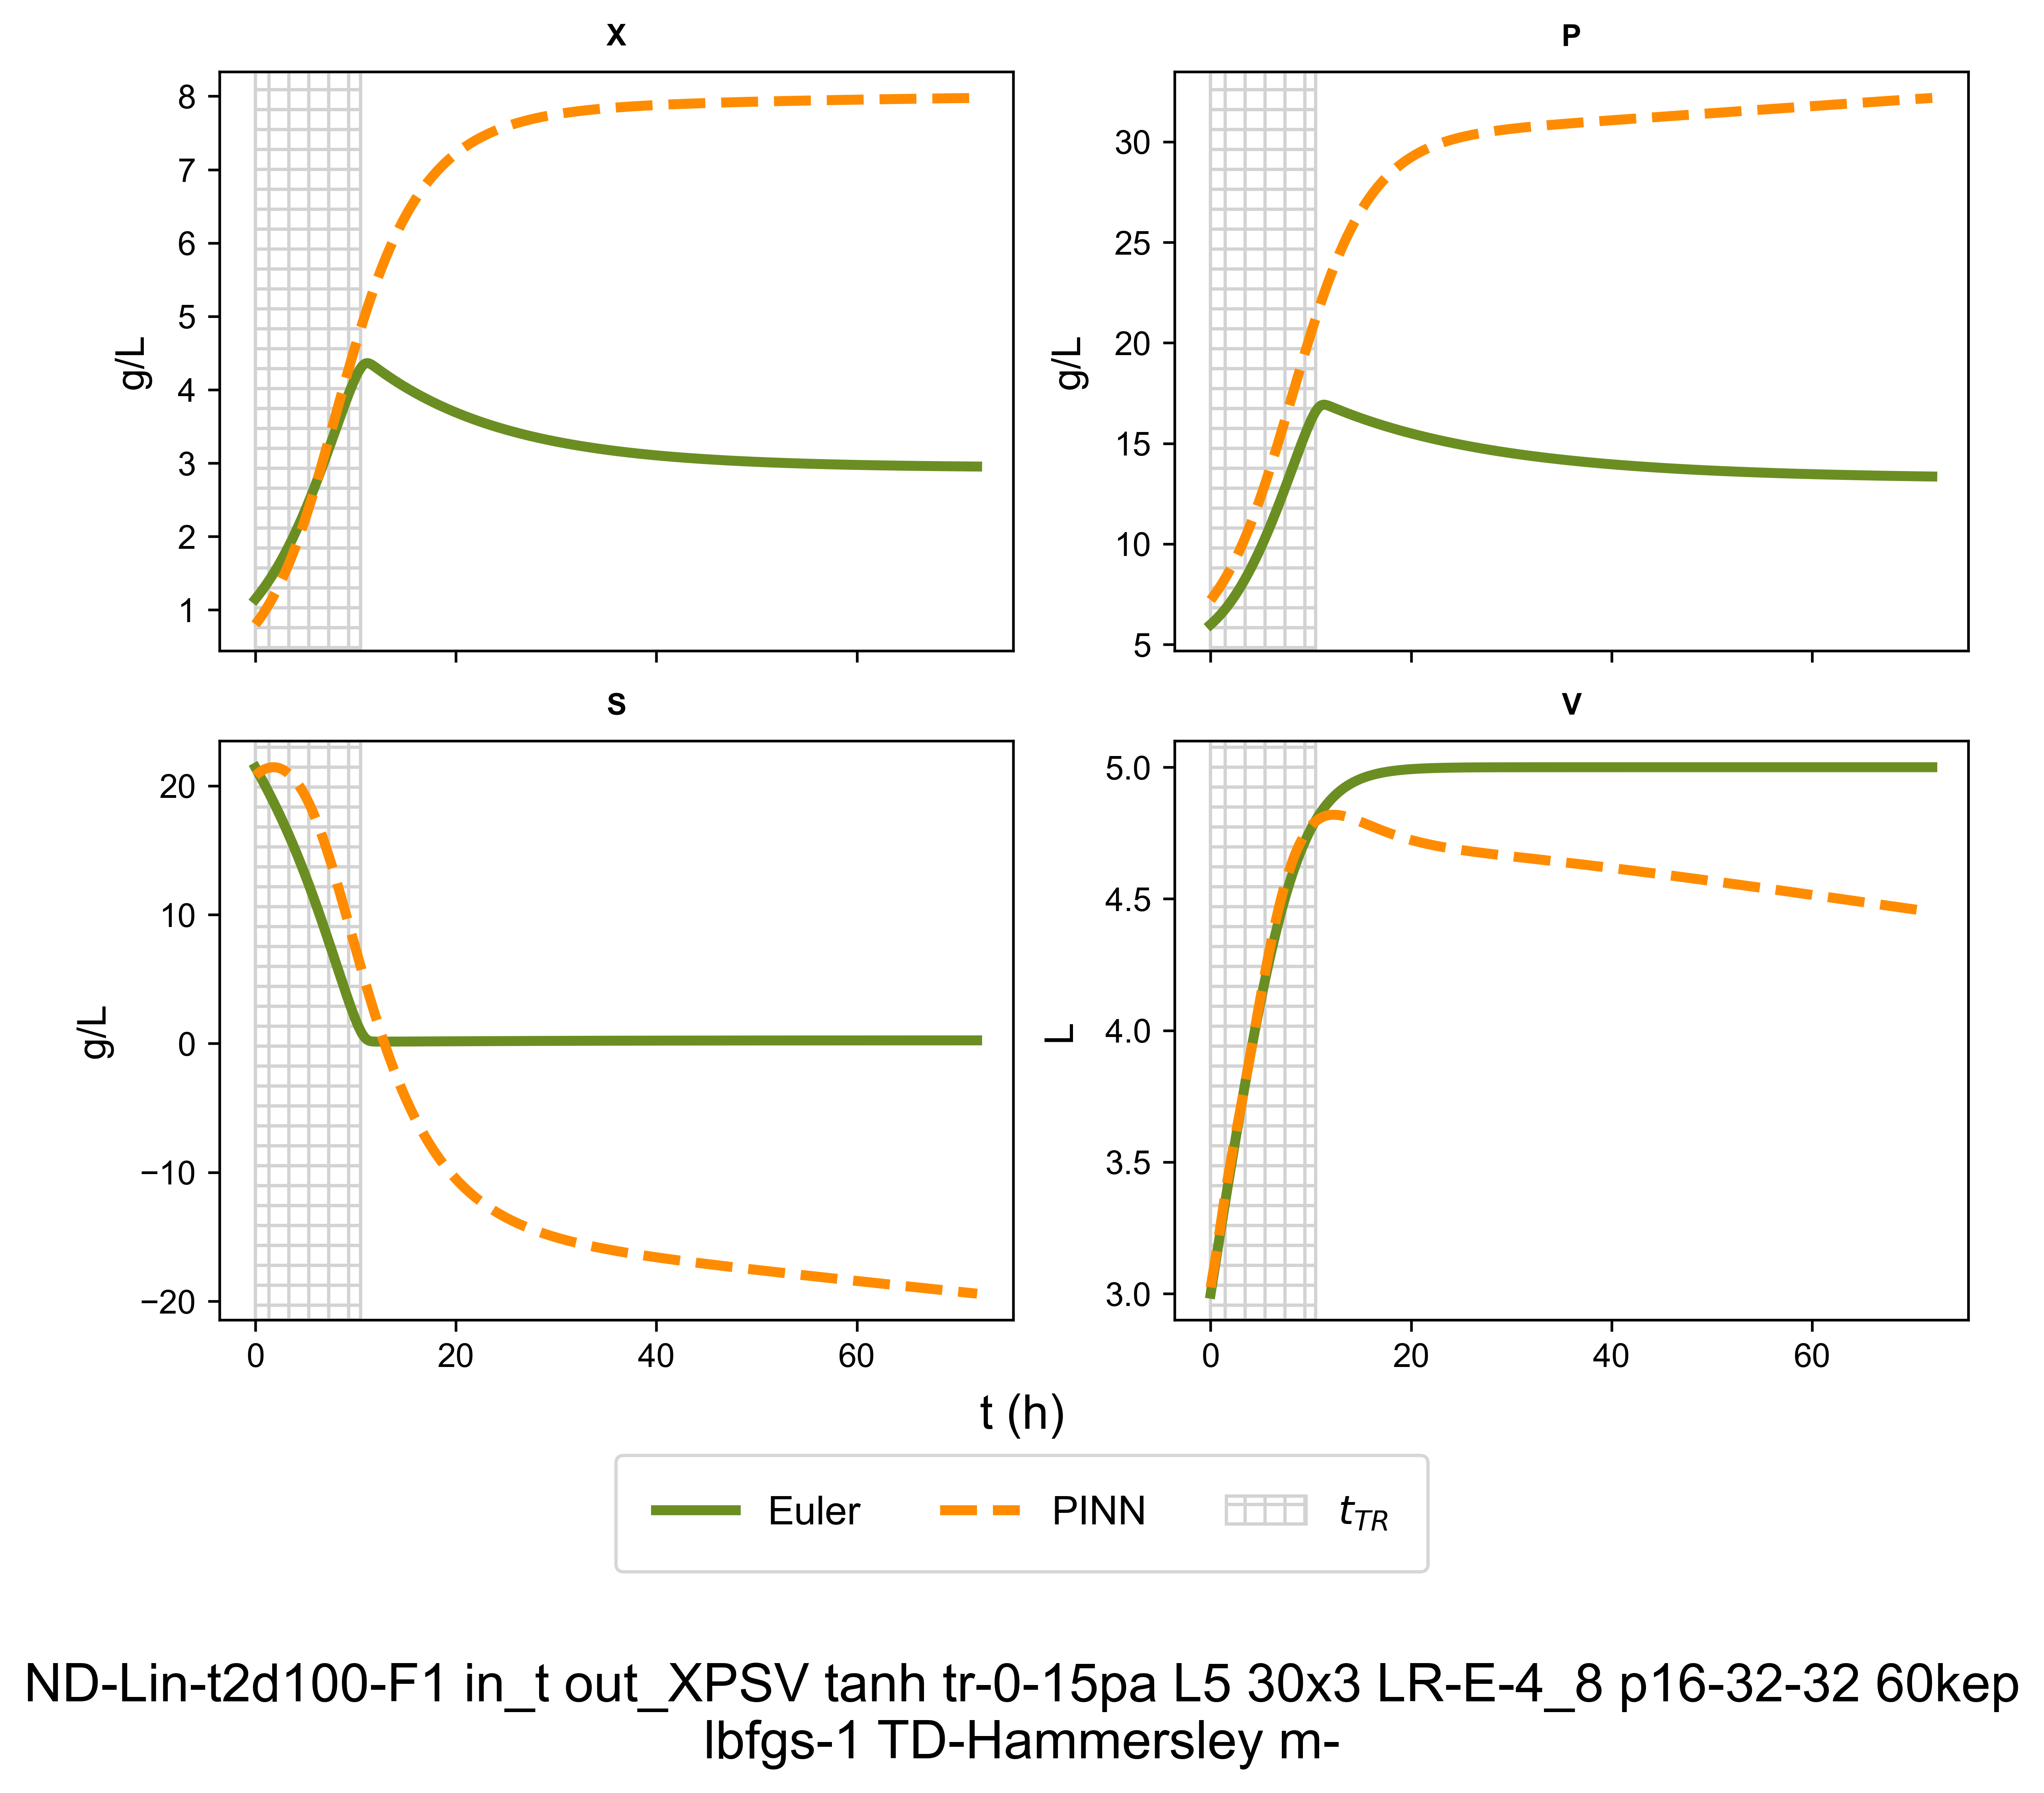 X
P
8
7
6
5
4
3
2
1
g/L
30
25
20
15
10
5
g/L
S
V
20
10
0
−10
−20
g/L
0
20
40
60
5.0
4.5
4.0
3.5
3.0
L
0
20
40
60
t (h)
Euler
PINN
t_{TR}
ND-Lin-t2d100-F1 in_t out_XPSV tanh tr-0-15pa L5 30x3 LR-E-4_8 p16-32-32 60kep
lbfgs-1 TD-Hammersley m-